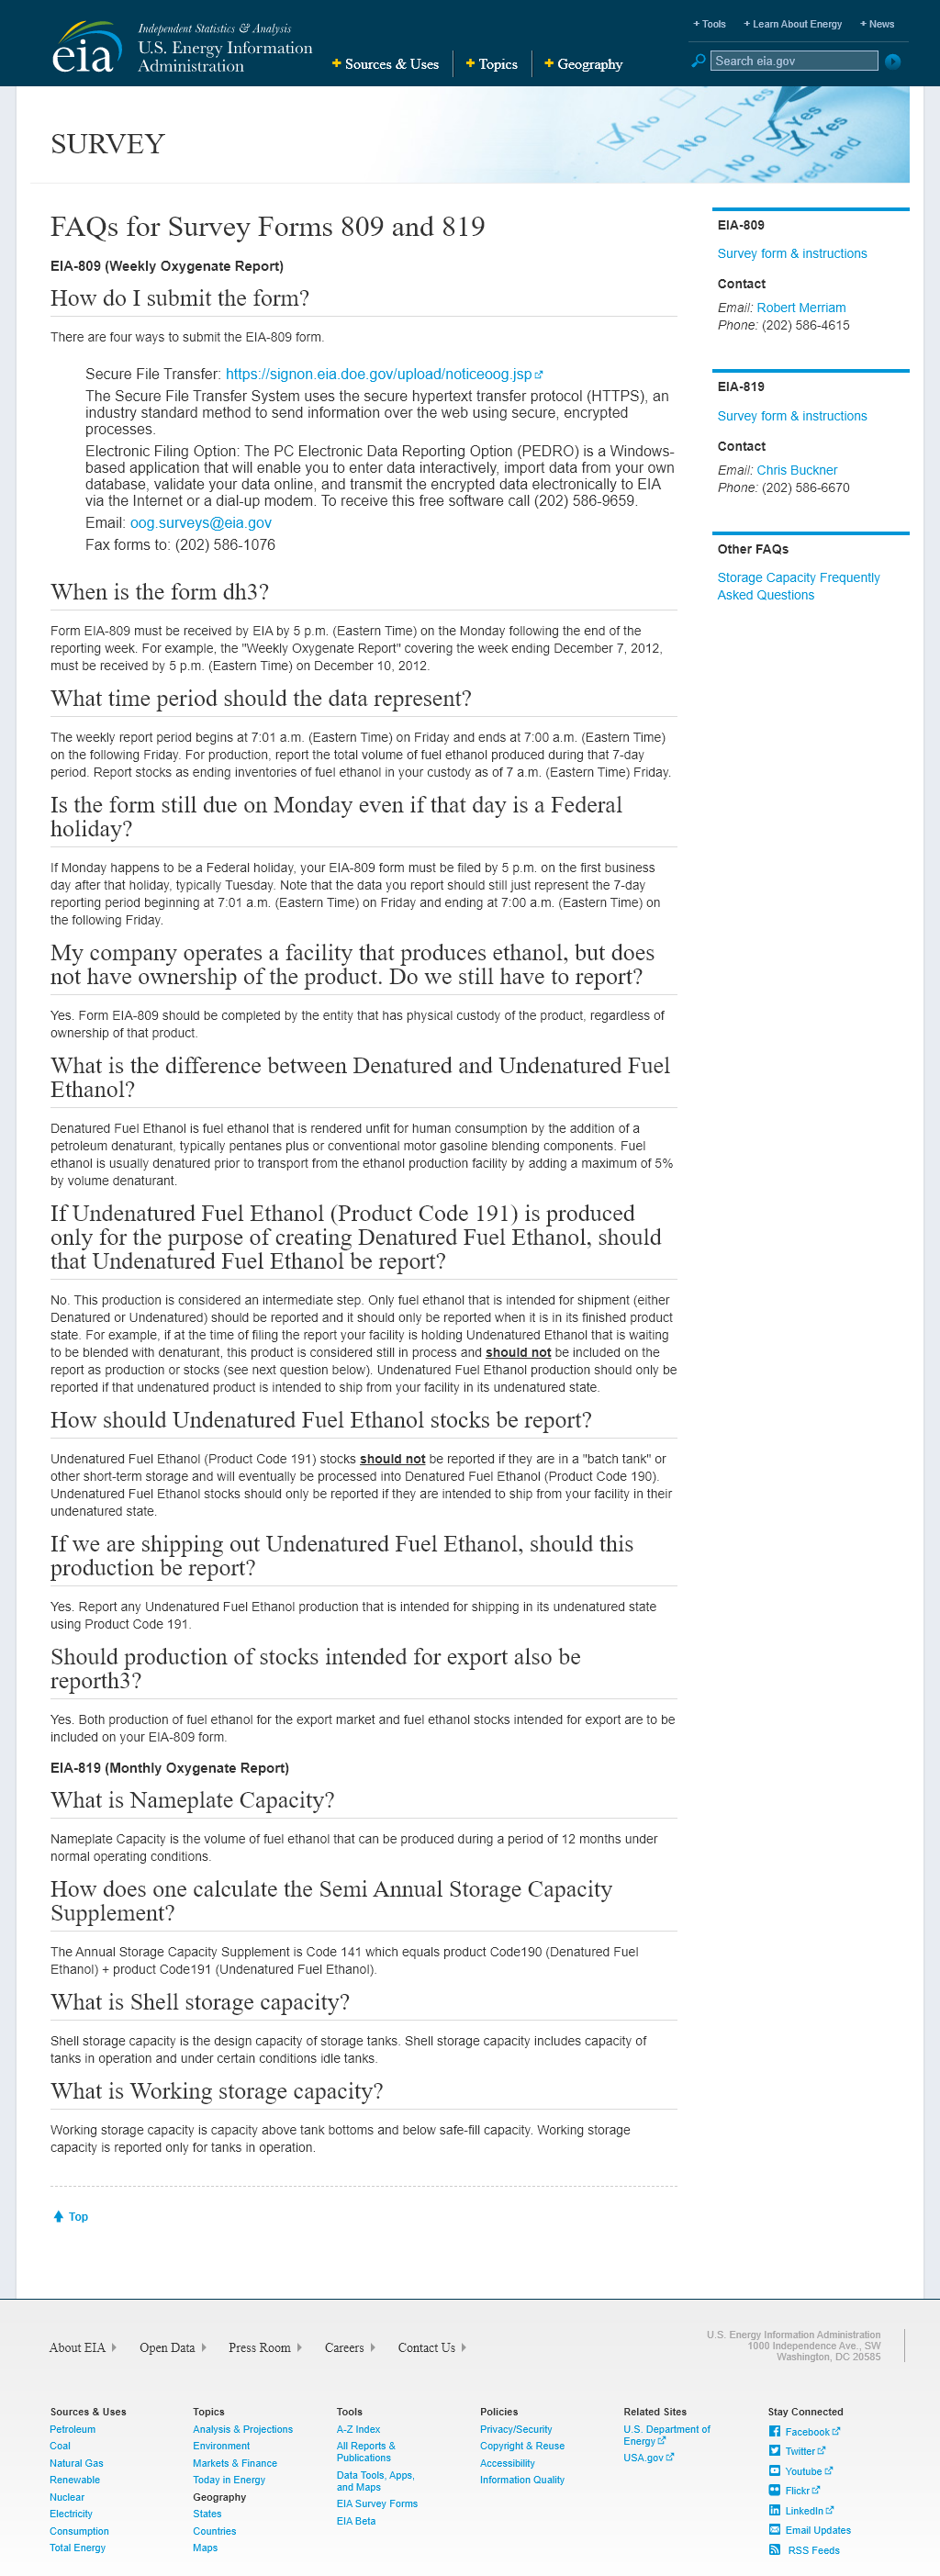 Independent Statistics & Analysis
U.S. Energy Information
Administration
eia
+ Sources & Uses
+ Topics
+ Geography
+ Tools
+ Learn About Energy
+ News
Search eia.gov
Yes
No
Yes
No
Yes
No
SURVEY
FAQs for Survey Forms 809 and 819
EIA-809 (Weekly Oxygenate Report)
How do I submit the form?
There are four ways to submit the EIA-809 form.
Secure File Transfer: https://signon.eia.doe.gov/upload/noticeoog.jsp
The Secure File Transfer System uses the secure hypertext transfer protocol (HTTPS), an
industry standard method to send information over the web using secure, encrypted
processes.
Electronic Filing Option: The PC Electronic Data Reporting Option (PEDRO) is a Windows-
based application that will enable you to enter data interactively, import data from your own
database, validate your data online, and transmit the encrypted data electronically to EIA
via the Internet or a dial-up modem. To receive this free software call (202) 586-9659.
Email: oog.surveys@eia.gov
Fax forms to: (202) 586-1076
When is the form dh3?
Form EIA-809 must be received by EIA by 5 p.m. (Eastern Time) on the Monday following the end of the
reporting week. For example, the "Weekly Oxygenate Report" covering the week ending December 7, 2012,
must be received by 5 p.m. (Eastern Time) on December 10, 2012.
What time period should the data represent?
The weekly report period begins at 7:01 a.m. (Eastern Time) on Friday and ends at 7:00 a.m. (Eastern Time)
on the following Friday. For production, report the total volume of fuel ethanol produced during that 7-day
period. Report stocks as ending inventories of fuel ethanol in your custody as of 7 a.m. (Eastern Time) Friday.
Is the form still due on Monday even if that day is a Federal
holiday?
If Monday happens to be a Federal holiday, your EIA-809 form must be filed by 5 p.m. on the first business
day after that holiday, typically Tuesday. Note that the data you report should still just represent the 7-day
reporting period beginning at 7:01 a.m. (Eastern Time) on Friday and ending at 7:00 a.m. (Eastern Time) on
the following Friday.
My company operates a facility that produces ethanol, but does
not have ownership of the product. Do we still have to report?
Yes. Form EIA-809 should be completed by the entity that has physical custody of the product, regardless of
ownership of that product.
What is the difference between Denatured and Undenatured Fuel
Ethanol?
Denatured Fuel Ethanol is fuel ethanol that is rendered unfit for human consumption by the addition of a
petroleum denaturant, typically pentanes plus or conventional motor gasoline blending components. Fuel
ethanol is usually denatured prior to transport from the ethanol production facility by adding a maximum of 5%
by volume denaturant.
If Undenatured Fuel Ethanol (Product Code 191) is produced
only for the purpose of creating Denatured Fuel Ethanol, should
that Undenatured Fuel Ethanol be report?
No. This production is considered an intermediate step. Only fuel ethanol that is intended for shipment (either
Denatured or Undenatured) should be reported and it should only be reported when it is in its finished product
state. For example, if at the time of filing the report your facility is holding Undenatured Ethanol that is waiting
to be blended with denaturant, this product is considered still in process and should not be included on the
report as production or stocks (see next question below). Undenatured Fuel Ethanol production should only be
reported if that undenatured product is intended to ship from your facility in its undenatured state.
How should Undenatured Fuel Ethanol stocks be report?
Undenatured Fuel Ethanol (Product Code 191) stocks should not be reported if they are in a "batch tank" or
other short-term storage and will eventually be processed into Denatured Fuel Ethanol (Product Code 190).
Undenatured Fuel Ethanol stocks should only be reported if they are intended to ship from your facility in their
undenatured state.
If we are shipping out Undenatured Fuel Ethanol, should this
production be report?
Yes. Report any Undenatured Fuel Ethanol production that is intended for shipping in its undenatured state
using Product Code 191.
Should production of stocks intended for export also be
reporth3?
Yes. Both production of fuel ethanol for the export market and fuel ethanol stocks intended for export are to be
included on your EIA-809 form.
EIA-819 (Monthly Oxygenate Report)
What is Nameplate Capacity?
Nameplate Capacity is the volume of fuel ethanol that can be produced during a period of 12 months under
normal operating conditions.
How does one calculate the Semi Annual Storage Capacity
Supplement?
The Annual Storage Capacity Supplement is Code 141 which equals product Code190 (Denatured Fuel
Ethanol) + product Code191 (Undenatured Fuel Ethanol).
What is Shell storage capacity?
Shell storage capacity is the design capacity of storage tanks. Shell storage capacity includes capacity of
tanks in operation and under certain conditions idle tanks.
What is Working storage capacity?
Working storage capacity is capacity above tank bottoms and below safe-fill capacity. Working storage
capacity is reported only for tanks in operation.
Top
EIA-809
Survey form & instructions
Contact
Email: Robert Merriam
Phone: (202) 586-4615
EIA-819
Survey form & instructions
Contact
Email: Chris Buckner
Phone: (202) 586-6670
Other FAQs
Storage Capacity Frequently
Asked Questions
About EIA
Open Data
Press Room
Careers
Contact Us
U.S. Energy Information Administration
1000 Independence Ave., SW
Washington, DC 20585
Sources & Uses
Petroleum
Coal
Natural Gas
Renewable
Nuclear
Electricity
Consumption
Total Energy
Topics
Analysis & Projections
Environment
Markets & Finance
Today in Energy
Geography
States
Countries
Maps
Tools
A-Z Index
All Reports &
Publications
Data Tools, Apps,
and Maps
EIA Survey Forms
EIA Beta
Policies
Privacy/Security
Copyright & Reuse
Accessibility
Information Quality
Related Sites
U.S. Department of
Energy
USA.gov
Stay Connected
Facebook
Twitter
Youtube
Flickr
LinkedIn
Email Updates
RSS Feeds